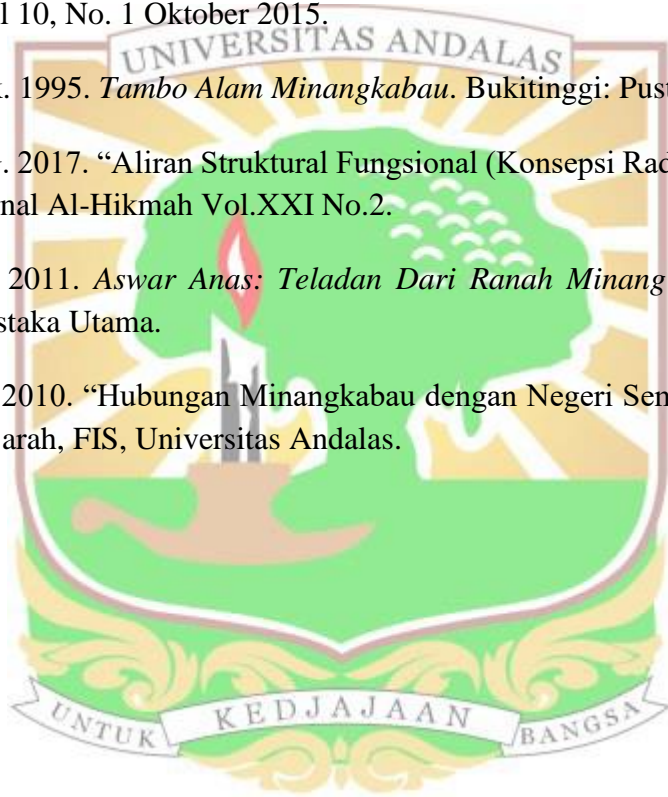 l 10, No. 1 Oktober 2015.
UNIVERSITAS ANDALAS
. 1995. Tambo Alam Minangkabau. Bukitinggi: Pust
. 2017. “Aliran Struktural Fungsional (Konsepsi Rad
nal Al-Hikmah Vol.XXI No.2.
2011. Aswar Anas: Teladan Dari Ranah Minang
staka Utama.
2010. “Hubungan Minangkabau dengan Negeri Sem
arah, FIS, Universitas Andalas.
UNTUK KEDJAJAAN BANGSA